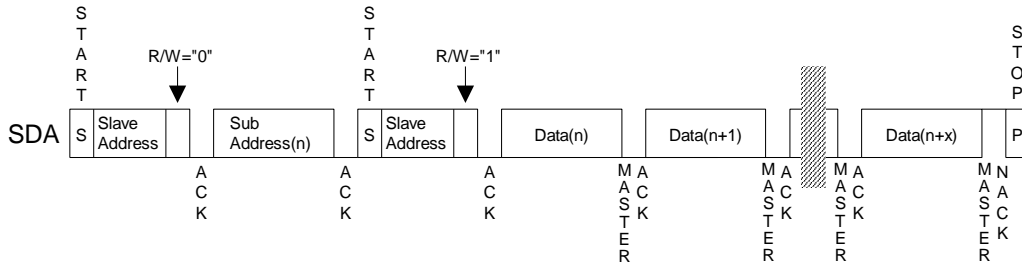 START
START
STOP
R/W="0"
R/W="1"
SDA
S
Slave
Address
Sub
Address(n)
S
Slave
Address
Data(n)
Data(n+1)
Data(n+x)
P
ACK
ACK
ACK
MASTER
ACK
MASTER
ACK
MASTER
ACK
MASTER
NACK